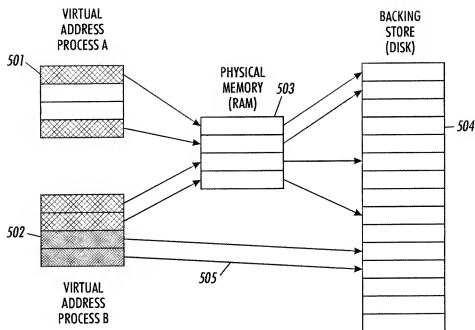 VIRTUAL
ADDRESS
PROCESS A
501
PHYSICAL
MEMORY
(RAM)
503
BACKING
STORE
(DISK)
504
502
505
VIRTUAL
ADDRESS
PROCESS B